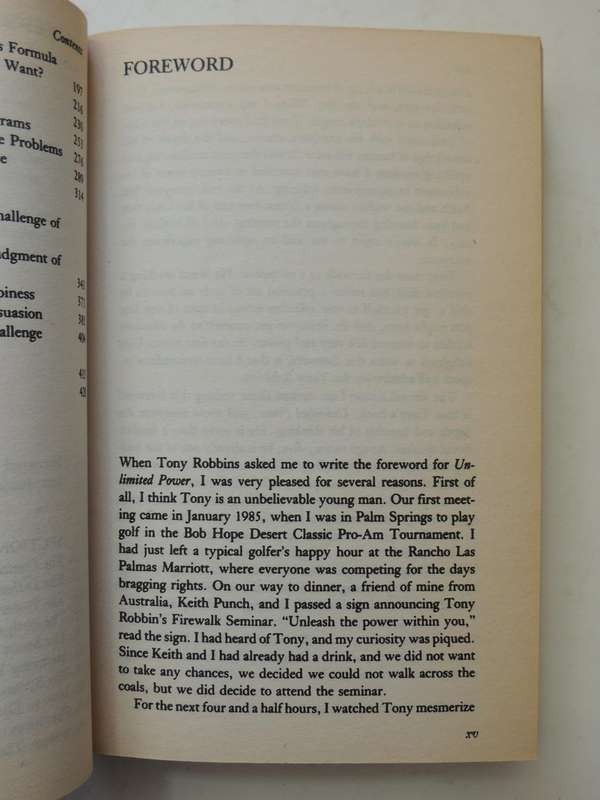 Contents
s Formula
Want?
197
216
236
rams
253
e Problems
276
e
289
314
hallenge of
udgment of
343
piness
371
suasion
381
allenge
404
FOREWORD
When Tony Robbins asked me to write the foreword for Un-
limited Power, I was very pleased for several reasons. First of
all, I think Tony is an unbelievable young man. Our first meet-
ing came in January 1985, when I was in Palm Springs to play
golf in the Bob Hope Desert Classic Pro-Am Tournament. I
had just left a typical golfer's happy hour at the Rancho Las
Palmas Marriott, where everyone was competing for the days
bragging rights. On our way to dinner, a friend of mine from
Australia, Keith Punch, and I passed a sign announcing Tony
Robbin's Firewalk Seminar. “Unleash the power within you,”
read the sign. I had heard of Tony, and my curiosity was piqued.
Since Keith and I had already had a drink, and we did not want
to take any chances, we decided we could not walk across the
coals, but we did decide to attend the seminar.
For the next four and a half hours, I watched Tony mesmerize
xv